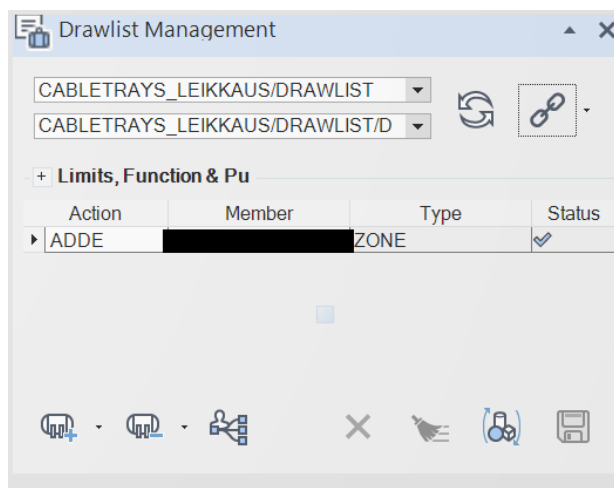 Drawlist Management
CABLETRAYS_LEIKKAUS/DRAWLIST
CABLETRAYS_LEIKKAUS/DRAWLIST/D
Limits, Function & Pu
Action Member Type Status
ADDE ZONE